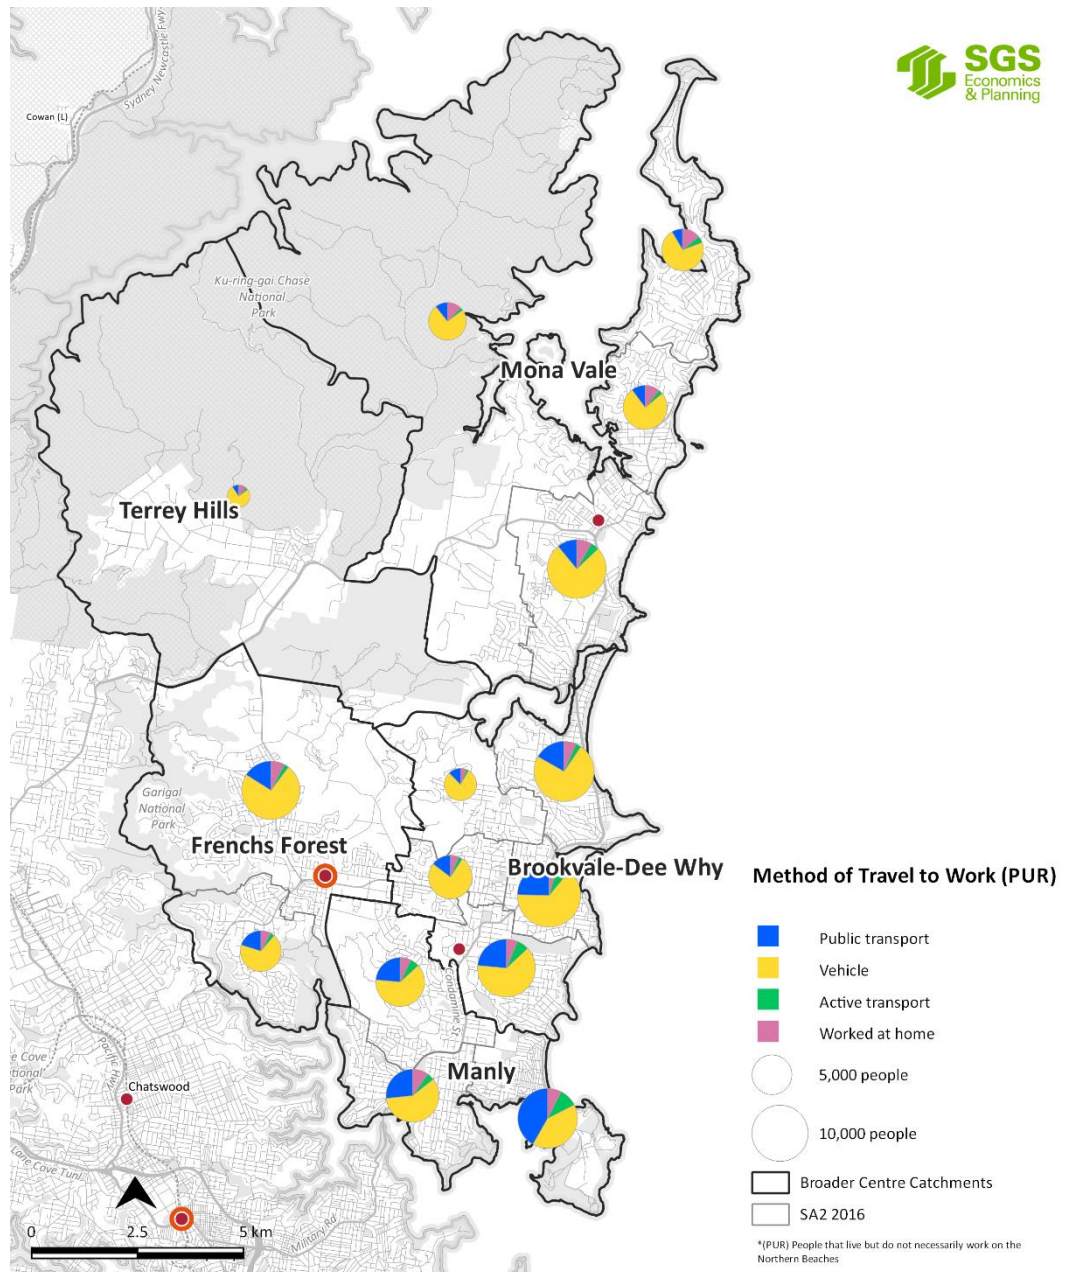 SGS
Economics
& Planning
Sydney Newcastle Fwy
Cowan (L)
Ku-ring-gai Chase
National
Park
Mona Vale
Terrey Hills
Garigal
National
Park
Frenchs Forest
Brookvale-Dee Why
Condamine St
Manly
Pacific Hwy
Chatswood
Lane Cove Tunl
Military Rd
0 2.5 5 km
Method of Travel to Work (PUR)
Public transport
Vehicle
Active transport
Worked at home
5,000 people
10,000 people
Broader Centre Catchments
SA2 2016
*(PUR) People that live but do not necessarily work on the
Northern Beaches